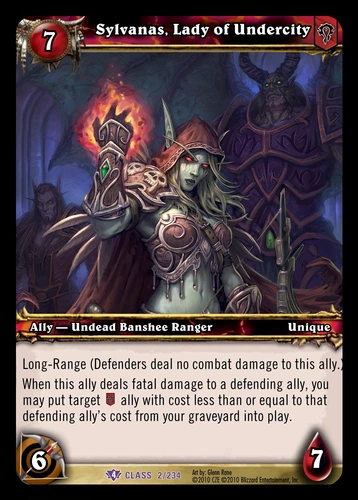 7
Sylvanas, Lady of Undercity
Ally — Undead Banshee Ranger Unique
Long-Range (Defenders deal no combat damage to this ally.)
When this ally deals fatal damage to a defending ally, you
may put target ally with cost less than or equal to that
defending ally's cost from your graveyard into play.
6
CLASS 2/234
Art by: Glenn Rane
©2010 CZE ©2010 Blizzard Entertainment, Inc.
7